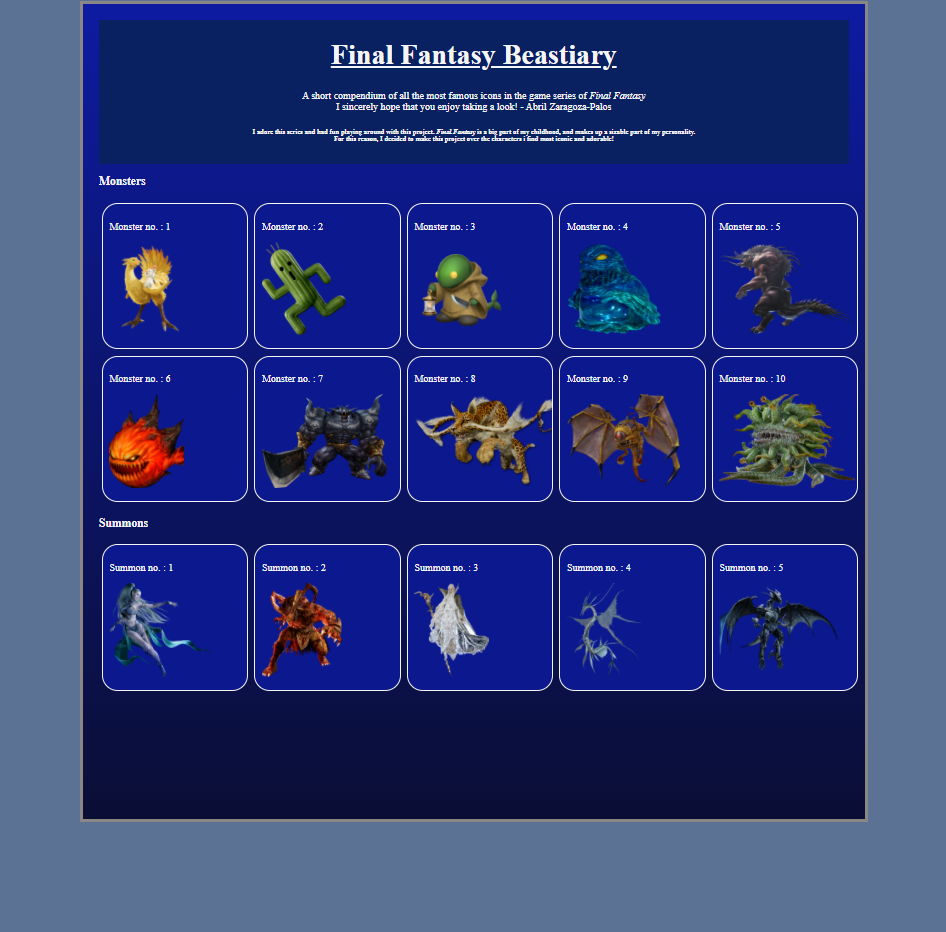 Final Fantasy Beastiary
A short compendium of all the most famous icons in the game series of Final Fantasy
I sincerely hope that you enjoy taking a look! - Abril Zaragoza-Palos
I adore this series and had fun playing around with this project. Final Fantasy is a big part of my childhood, and makes up a sizable part of my personality.
For this reason, I decided to make this project over the characters i find most iconic and adorable!
Monsters
Monster no. : 1
Monster no. : 2
Monster no. : 3
Monster no. : 4
Monster no. : 5
Monster no. : 6
Monster no. : 7
Monster no. : 8
Monster no. : 9
Monster no. : 10
Summons
Summon no. : 1
Summon no. : 2
Summon no. : 3
Summon no. : 4
Summon no. : 5